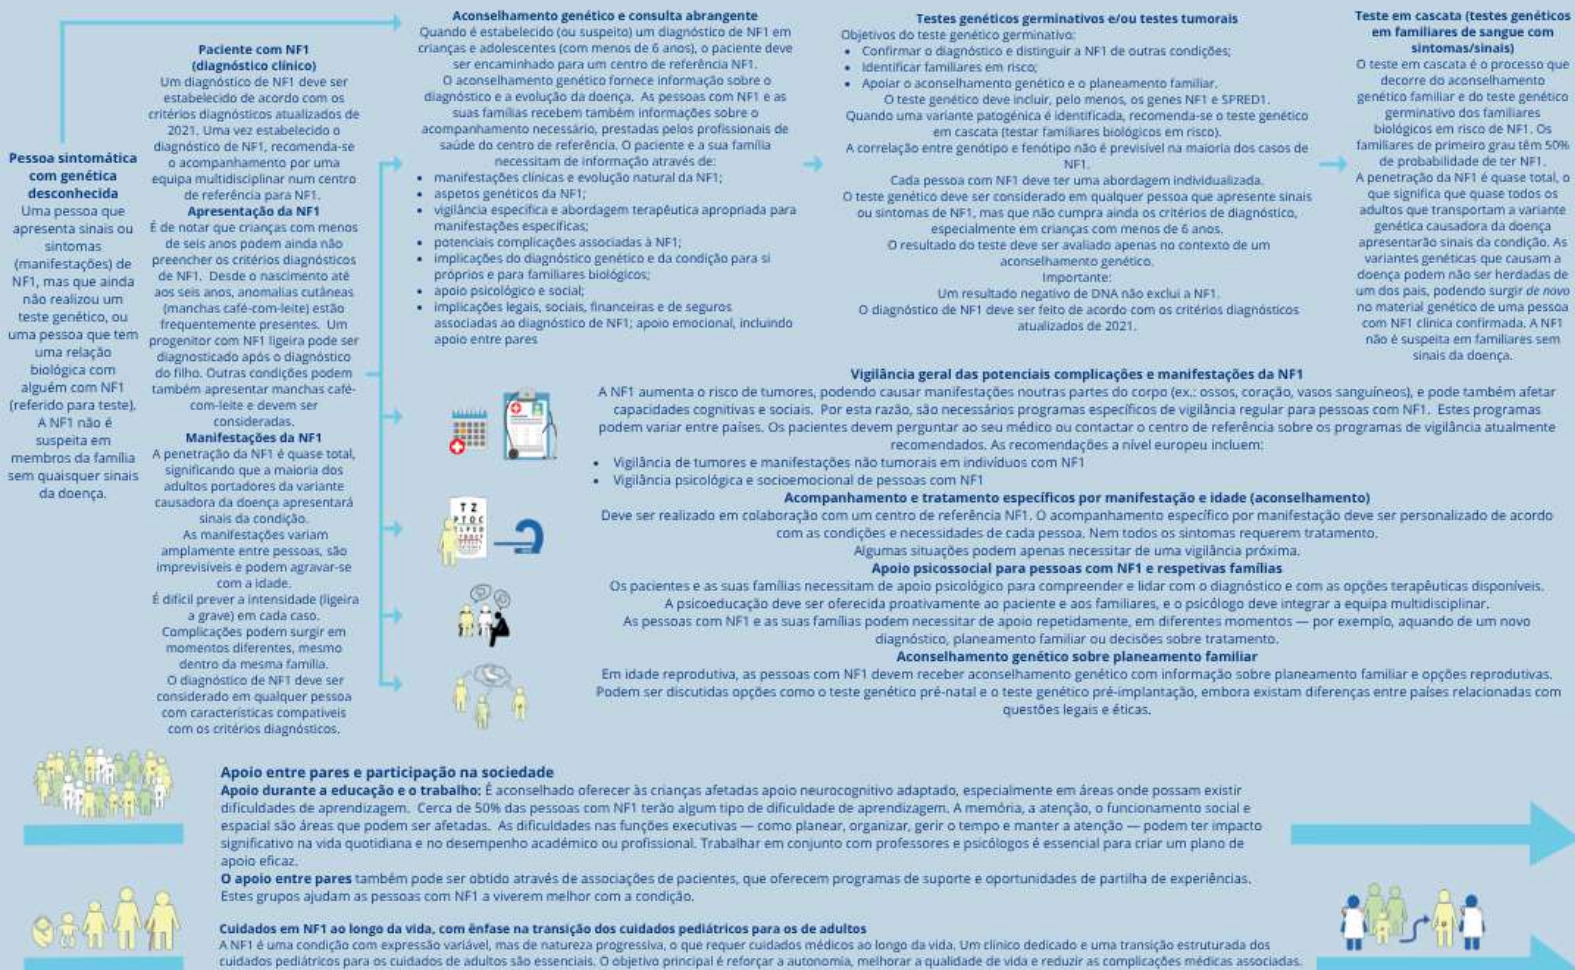 Pessoa sintomática
com genética
desconhecida
Uma pessoa que
apresenta sinais ou
sintomas
(manifestações) de
NF1, mas que ainda
não realizou um
teste genético, ou
uma pessoa que tem
uma relação
biológica com
alguém com NF1
(referido para teste).
A NF1 não é
suspeita em
membros da família
sem quaisquer sinais
da doença.
Paciente com NF1
(diagnóstico clínico)
Um diagnóstico de NF1 deve ser
estabelecido de acordo com os
critérios diagnósticos atualizados de
2021. Uma vez estabelecido o
diagnóstico de NF1, recomenda-se
o acompanhamento por uma
equipa multidisciplinar num centro
de referência para NF1.
Apresentação da NF1
É de notar que crianças com menos
de seis anos podem ainda não
preencher os critérios diagnósticos
de NF1. Desde o nascimento até
aos seis anos, anomalias cutâneas
(manchas café-com-leite) estão
frequentemente presentes. Um
progenitor com NF1 ligeira pode ser
diagnosticado após o diagnóstico
do filho. Outras condições podem
também apresentar manchas café-
com-leite e devem ser
consideradas.
Manifestações da NF1
A penetração da NF1 é quase total,
significando que a maioria dos
adultos portadores da variante
causadora da doença apresentará
sinais da condição.
As manifestações variam
amplamente entre pessoas, são
imprevisíveis e podem agravar-se
com a idade.
É difícil prever a intensidade (ligeira
a grave) em cada caso.
Complicações podem surgir em
momentos diferentes, mesmo
dentro da mesma família.
O diagnóstico de NF1 deve ser
considerado em qualquer pessoa
com características compatíveis
com os critérios diagnósticos.
Aconselhamento genético e consulta abrangente
Quando é estabelecido (ou suspeito) um diagnóstico de NF1 em
crianças e adolescentes (com menos de 6 anos), o paciente deve
ser encaminhado para um centro de referência NF1.
O aconselhamento genético fornece informação sobre o
diagnóstico e a evolução da doença. As pessoas com NF1 e as
suas famílias recebem também informações sobre o
acompanhamento necessário, prestadas pelos profissionais de
saúde do centro de referência. O paciente e a sua família
necessitam de informação através de:
• manifestações clínicas e evolução natural da NF1;
• aspetos genéticos da NF1;
• vigilância específica e abordagem terapêutica apropriada para
manifestações específicas;
• potenciais complicações associadas à NF1;
• implicações do diagnóstico genético e da condição para si
próprios e para familiares biológicos;
• apoio psicológico e social;
• implicações legais, sociais, financeiras e de seguros
associadas ao diagnóstico de NF1; apoio emocional, incluindo
apoio entre pares
Testes genéticos germinativos e/ou testes tumorais
Objetivos do teste genético germinativo:
• Confirmar o diagnóstico e distinguir a NF1 de outras condições;
• Identificar familiares em risco;
• Apoiar o aconselhamento genético e o planeamento familiar.
O teste genético deve incluir, pelo menos, os genes NF1 e SPRED1.
Quando uma variante patogénica é identificada, recomenda-se o teste genético
em cascata (testar familiares biológicos em risco).
A correlação entre genótipo e fenótipo não é previsível na maioria dos casos de
NF1.
Cada pessoa com NF1 deve ter uma abordagem individualizada.
O teste genético deve ser considerado em qualquer pessoa que apresente sinais
ou sintomas de NF1, mas que não cumpra ainda os critérios de diagnóstico,
especialmente em crianças com menos de 6 anos.
O resultado do teste deve ser avaliado apenas no contexto de um
aconselhamento genético.
Importante:
Um resultado negativo de DNA não exclui a NF1.
O diagnóstico de NF1 deve ser feito de acordo com os critérios diagnósticos
atualizados de 2021.
Teste em cascata (testes genéticos
em familiares de sangue com
sintomas/sinais)
O teste em cascata é o processo que
decorre do aconselhamento
genético familiar e do teste genético
germinativo dos familiares
biológicos em risco de NF1. Os
familiares de primeiro grau têm 50%
de probabilidade de ter NF1.
A penetração da NF1 é quase total, o
que significa que quase todos os
adultos que transportam a variante
genética causadora da doença
apresentarão sinais da condição. As
variantes genéticas que causam a
doença podem não ser herdadas de
um dos pais, podendo surgir de novo
no material genético de uma pessoa
com NF1 clínica confirmada. A NF1
não é suspeita em familiares sem
sinais da doença.
Vigilância geral das potenciais complicações e manifestações da NF1
A NF1 aumenta o risco de tumores, podendo causar manifestações noutras partes do corpo (ex.: ossos, coração, vasos sanguíneos), e pode também afetar
capacidades cognitivas e sociais. Por esta razão, são necessários programas específicos de vigilância regular para pessoas com NF1. Estes programas
podem variar entre países. Os pacientes devem perguntar ao seu médico ou contactar o centro de referência sobre os programas de vigilância atualmente
recomendados. As recomendações a nível europeu incluem:
• Vigilância de tumores e manifestações não tumorais em indivíduos com NF1
• Vigilância psicológica e socioemocional de pessoas com NF1
Acompanhamento e tratamento específicos por manifestação e idade (aconselhamento)
Deve ser realizado em colaboração com um centro de referência NF1. O acompanhamento específico por manifestação deve ser personalizado de acordo
com as condições e necessidades de cada pessoa. Nem todos os sintomas requerem tratamento.
Algumas situações podem apenas necessitar de uma vigilância próxima.
Apoio psicossocial para pessoas com NF1 e respetivas famílias
Os pacientes e as suas famílias necessitam de apoio psicológico para compreender e lidar com o diagnóstico e com as opções terapêuticas disponíveis.
A psicoeducação deve ser oferecida proativamente ao paciente e aos familiares, e o psicólogo deve integrar a equipa multidisciplinar.
As pessoas com NF1 e as suas famílias podem necessitar de apoio repetidamente, em diferentes momentos — por exemplo, aquando de um novo
diagnóstico, planeamento familiar ou decisões sobre tratamento.
Aconselhamento genético sobre planeamento familiar
Em idade reprodutiva, as pessoas com NF1 devem receber aconselhamento genético com informação sobre planeamento familiar e opções reprodutivas.
Podem ser discutidas opções como o teste genético pré-natal e o teste genético pré-implantação, embora existam diferenças entre países relacionadas com
questões legais e éticas.
T Z
Apoio entre pares e participação na sociedade
Apoio durante a educação e o trabalho: É aconselhado oferecer às crianças afetadas apoio neurocognitivo adaptado, especialmente em áreas onde possam existir
dificuldades de aprendizagem. Cerca de 50% das pessoas com NF1 terão algum tipo de dificuldade de aprendizagem. A memória, a atenção, o funcionamento social e
espacial são áreas que podem ser afetadas. As dificuldades nas funções executivas — como planear, organizar, gerir o tempo e manter a atenção — podem ter impacto
significativo na vida quotidiana e no desempenho académico ou profissional. Trabalhar em conjunto com professores e psicólogos é essencial para criar um plano de
apoio eficaz.
O apoio entre pares também pode ser obtido através de associações de pacientes, que oferecem programas de suporte e oportunidades de partilha de experiências.
Estes grupos ajudam as pessoas com NF1 a viverem melhor com a condição.
Cuidados em NF1 ao longo da vida, com ênfase na transição dos cuidados pediátricos para os de adultos
A NF1 é uma condição com expressão variável, mas de natureza progressiva, o que requer cuidados médicos ao longo da vida. Um clínico dedicado e uma transição estruturada dos
cuidados pediátricos para os cuidados de adultos são essenciais. O objetivo principal é reforçar a autonomia, melhorar a qualidade de vida e reduzir as complicações médicas associadas.